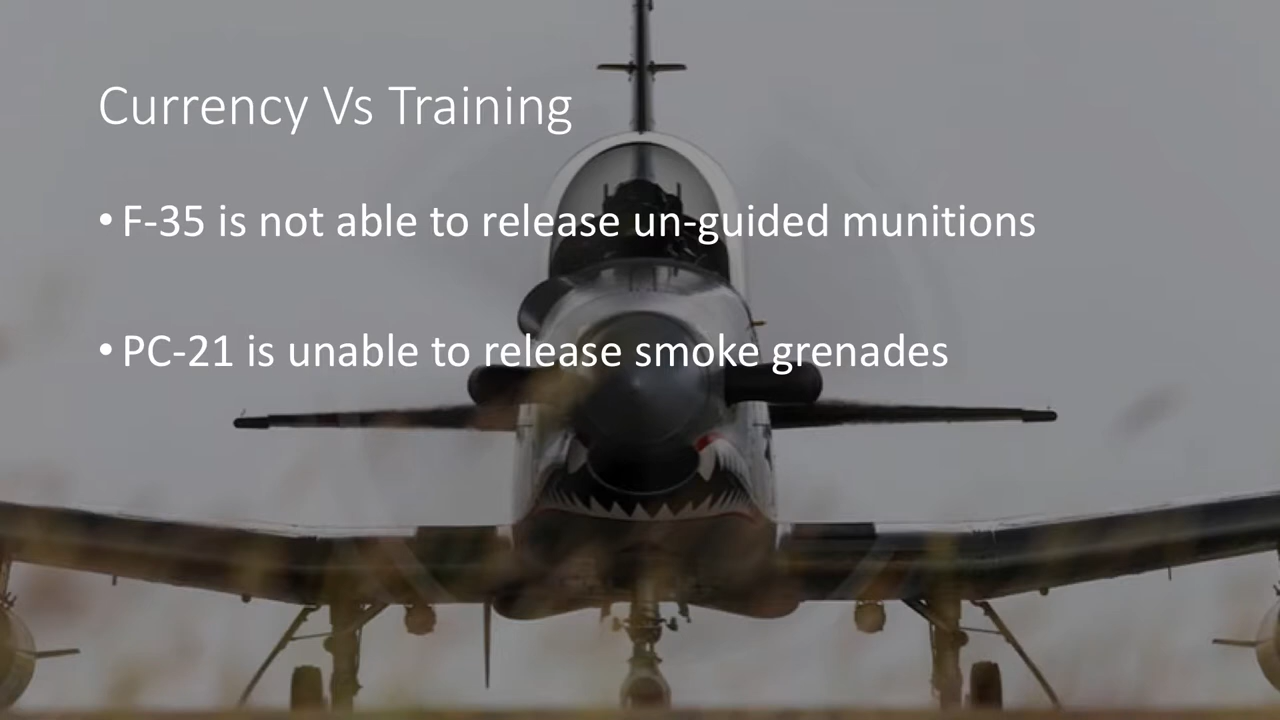 Currency Vs Training
• F-35 is not able to release un-guided munitions
• PC-21 is unable to release smoke grenades